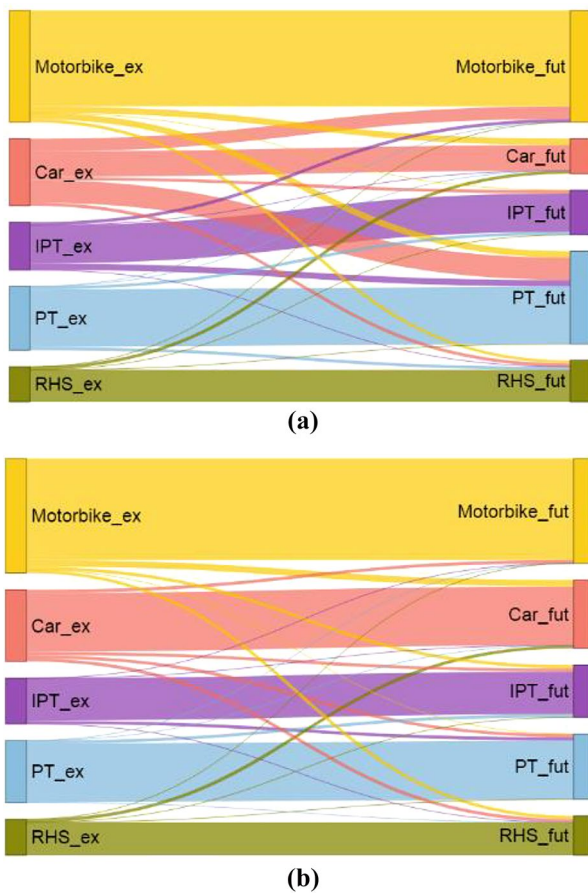 Motorbike_ex Motorbike_fut
Car_ex Car_fut
IPT_ex IPT_fut
PT_ex PT_fut
RHS_ex RHS_fut
(a)
Motorbike_ex Motorbike_fut
Car_ex Car_fut
IPT_ex IPT_fut
PT_ex PT_fut
RHS_ex RHS_fut
(b)